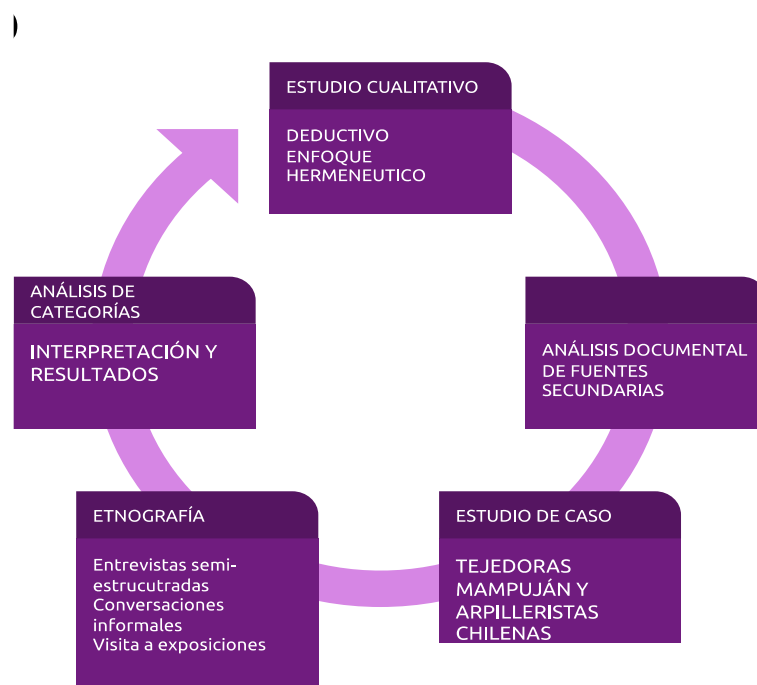 ESTUDIO CUALITATIVO
DEDUCTIVO
ENFOQUE
HERMENEUTICO
ANÁLISIS DOCUMENTAL
DE FUENTES
SECUNDARIAS
ESTUDIO DE CASO
TEJEDORAS
MAMPUJÁN Y
ARPILLERISTAS
CHILENAS
ETNOGRAFÍA
Entrevistas semi-
estrucutradas
Conversaciones
informales
Visita a exposiciones
ANÁLISIS DE
CATEGORÍAS
INTERPRETACIÓN Y
RESULTADOS